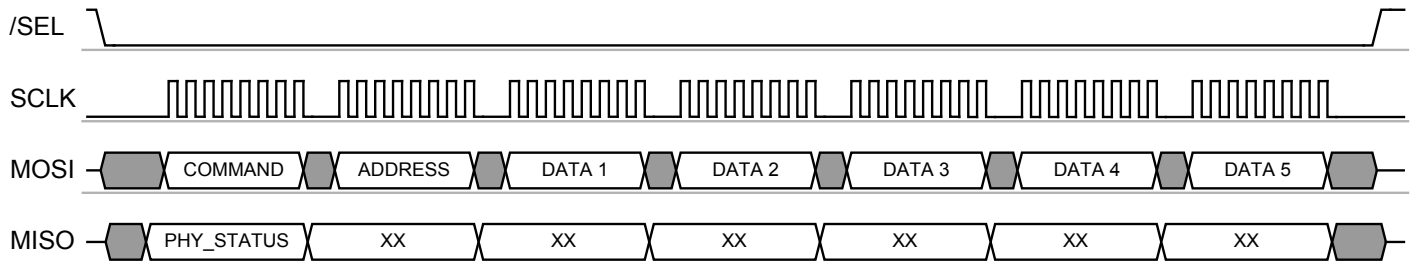 /SEL
SCLK
MOSI COMMAND ADDRESS DATA 1 DATA 2 DATA 3 DATA 4 DATA 5
MISO PHY_STATUS XX XX XX XX XX XX